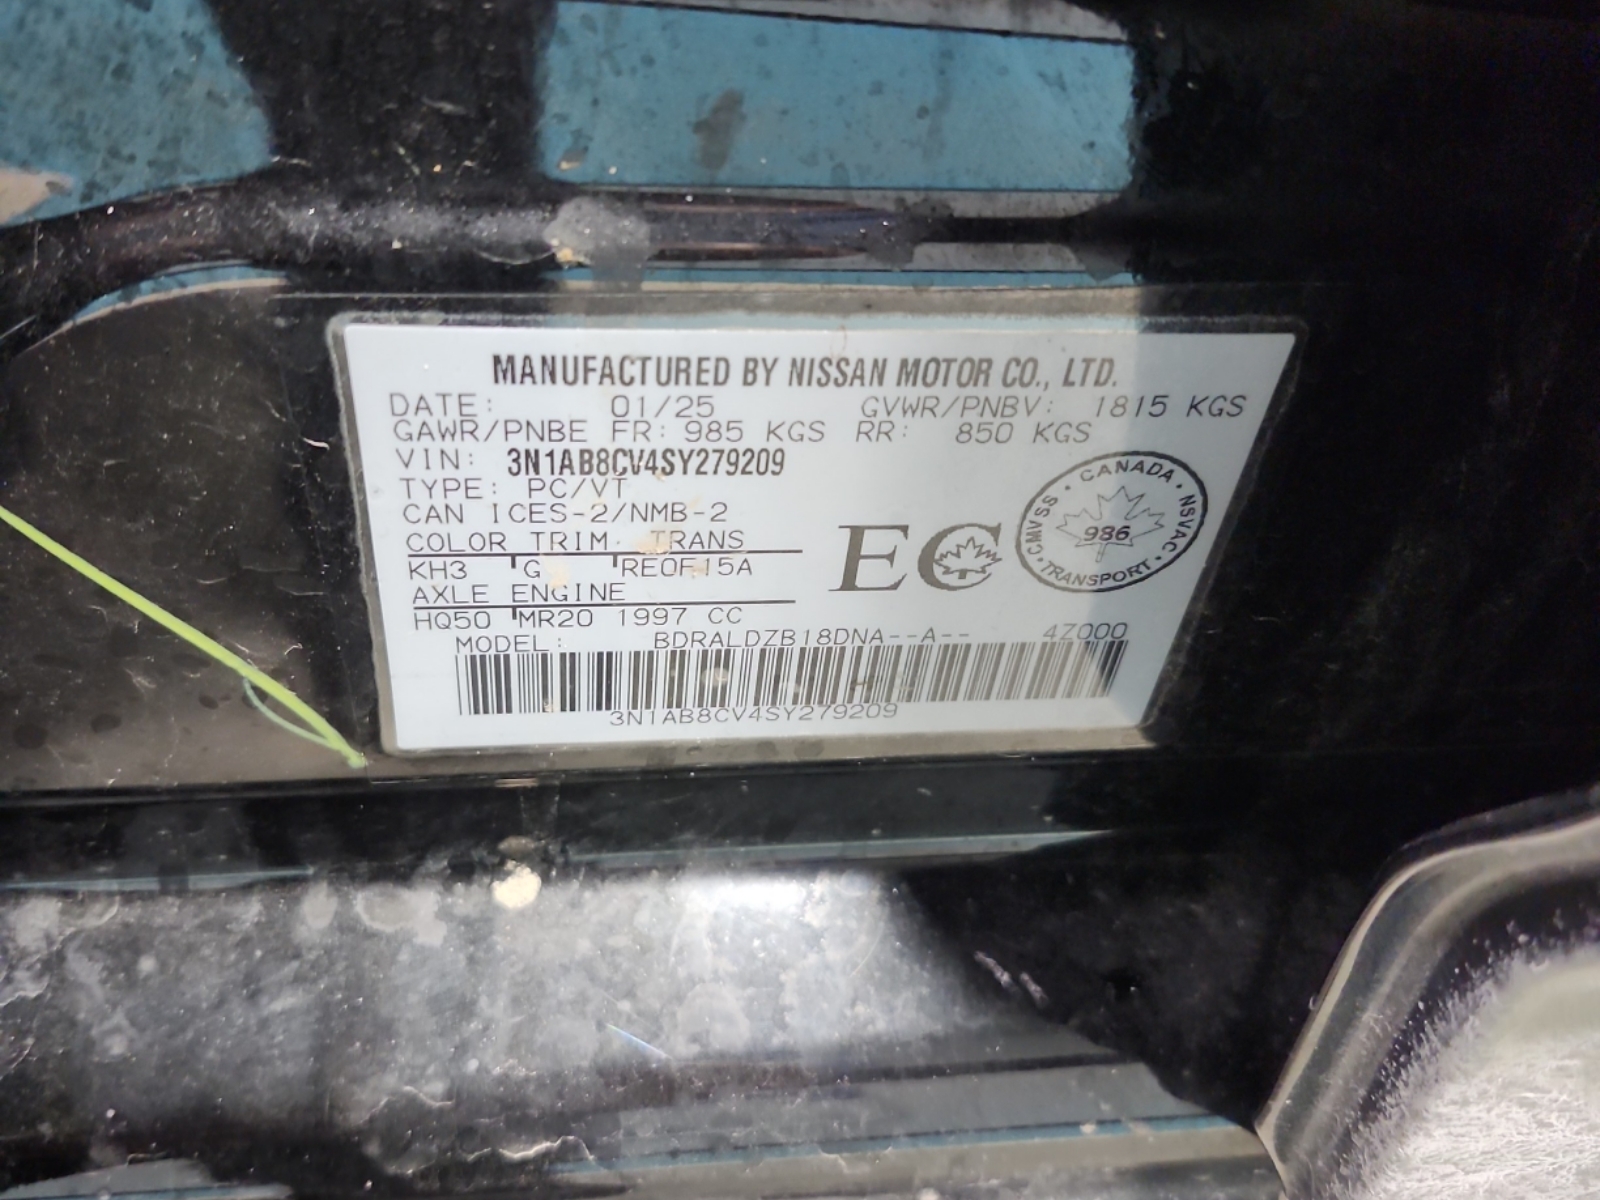 MANUFACTURED BY NISSAN MOTOR CO., LTD.
DATE: 01/25 GVWR/PNBV: 1815 KGS
GAWR/PNBE FR: 985 KGS RR: 850 KGS
VIN: 3N1AB8CV4SY279209
TYPE: PC/VT
CAN ICES-2/NMB-2
COLOR TRIM TRANS
KH3 G RE0F15A
AXLE ENGINE
HQ50 MR20 1997 CC
MODEL: BDRALDZB18DNA--A-- 4Z000
3N1AB8CV4SY279209
EC
CANADA
CMVSS
NSVAC
986
TRANSPORT